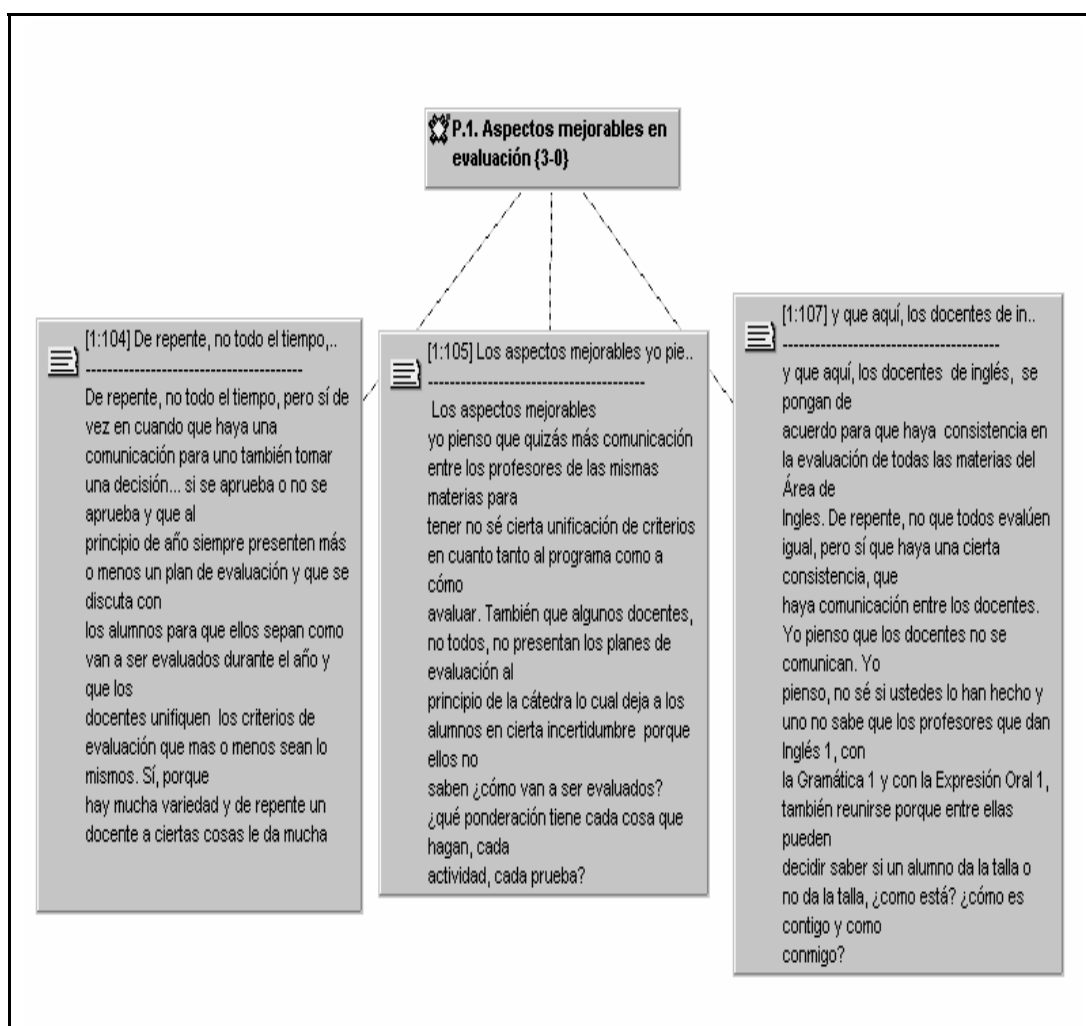 P.1. Aspectos mejorables en
evaluación {3-0}
[1:104] De repente, no todo el tiempo,..
-----------------------------------------
De repente, no todo el tiempo, pero sí de
vez en cuando que haya una
comunicación para uno también tomar
una decisión... si se aprueba o no se
aprueba y que al
principio de año siempre presenten más
o menos un plan de evaluación y que se
discuta con
los alumnos para que ellos sepan como
van a ser evaluados durante el año y
que los
docentes unifiquen los criterios de
evaluación que mas o menos sean lo
mismos. Sí, porque
hay mucha variedad y de repente un
docente a ciertas cosas le da mucha
[1:105] Los aspectos mejorables yo pie..
-----------------------------------------
Los aspectos mejorables
yo pienso que quizás más comunicación
entre los profesores de las mismas
materias para
tener no sé cierta unificación de criterios
en cuanto tanto al programa como a
cómo
avaluar. También que algunos docentes,
no todos, no presentan los planes de
evaluación al
principio de la cátedra lo cual deja a los
alumnos en cierta incertidumbre porque
ellos no
saben ¿cómo van a ser evaluados?
¿qué ponderación tiene cada cosa que
hagan, cada
actividad, cada prueba?
[1:107] y que aquí, los docentes de in..
-----------------------------------------
y que aquí, los docentes de inglés, se
pongan de
acuerdo para que haya consistencia en
la evaluación de todas las materias del
Área de
Ingles. De repente, no que todos evalúen
igual, pero sí que haya una cierta
consistencia, que
haya comunicación entre los docentes.
Yo pienso que los docentes no se
comunican. Yo
pienso, no sé si ustedes lo han hecho y
uno no sabe que los profesores que dan
Inglés 1, con
la Gramática 1 y con la Expresión Oral 1,
también reunirse porque entre ellas
pueden
decidir saber si un alumno da la talla o
no da la talla, ¿como está? ¿cómo es
contigo y como
conmigo?